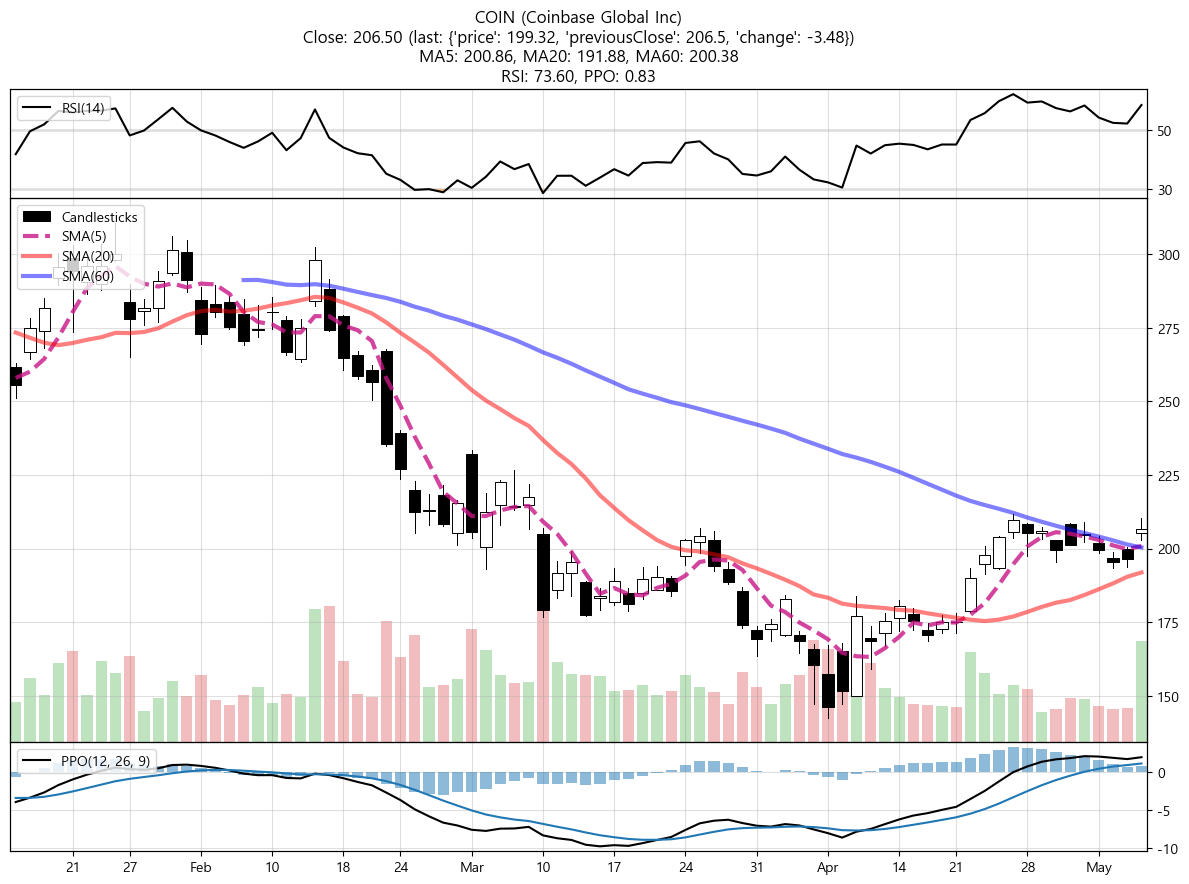 COIN (Coinbase Global Inc)
Close: 206.50 (last: {'price': 199.32, 'previousClose': 206.5, 'change': -3.48})
MA5: 200.86, MA20: 191.88, MA60: 200.38
RSI: 73.60, PPO: 0.83
RSI(14)
50
30
Candlesticks
SMA(5)
SMA(20)
SMA(60)
300
275
250
225
200
175
150
PPO(12, 26, 9)
0
-5
-10
21 27 Feb 10 18 24 Mar 10 17 24 31 Apr 14 21 28 May